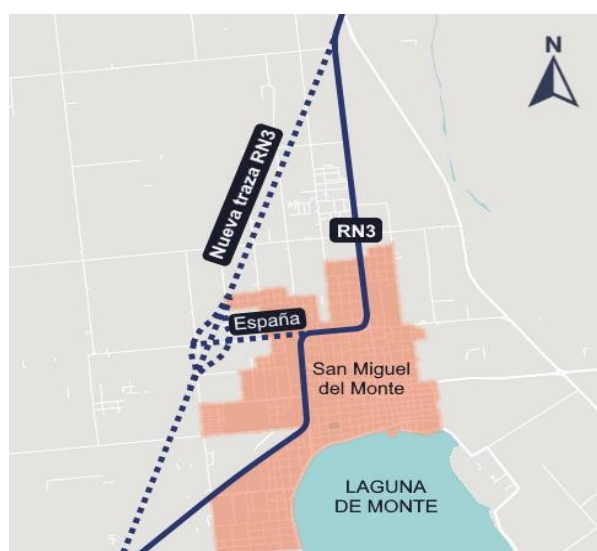 N
Nueva traza RN3
RN3
España
San Miguel
del Monte
LAGUNA
DE MONTE